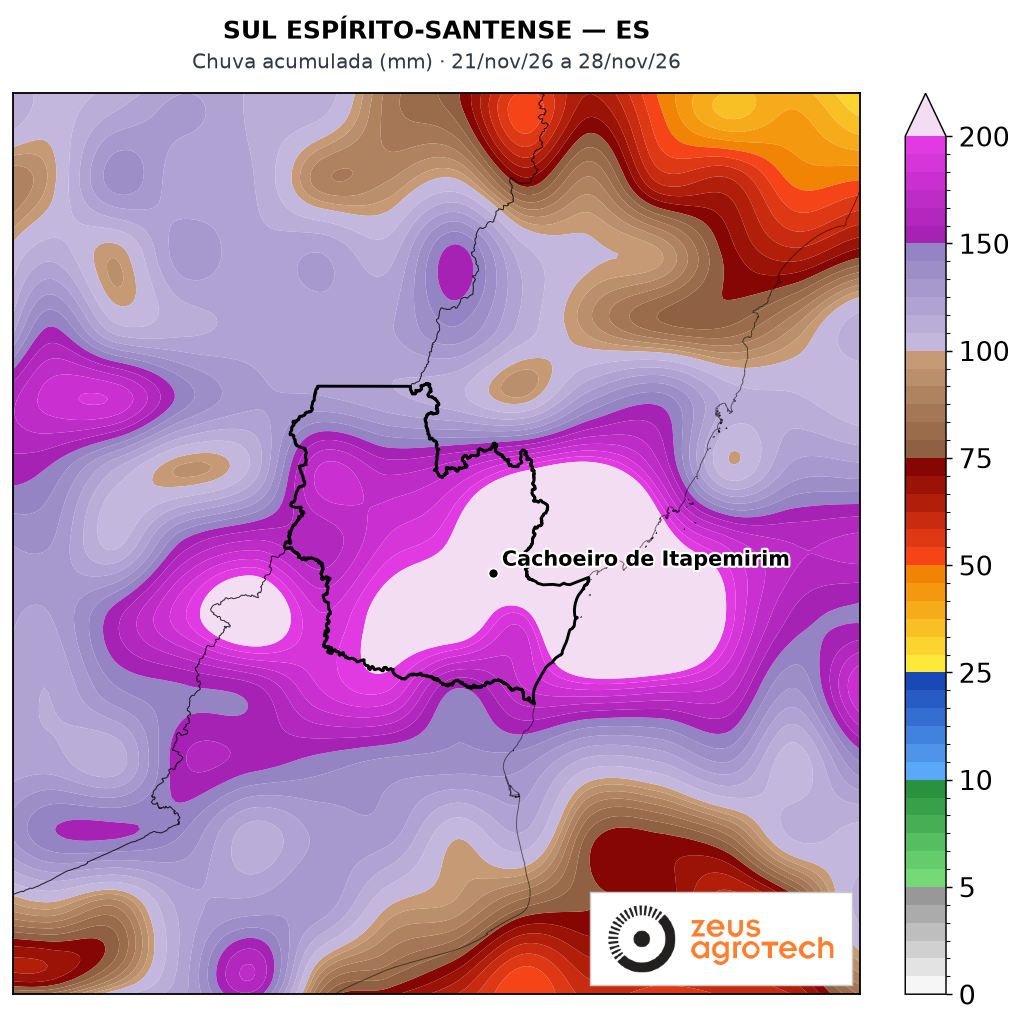 SUL ESPÍRITO-SANTENSE — ES
Chuva acumulada (mm) · 21/nov/26 a 28/nov/26
200
150
100
75
50
25
10
5
0
Cachoeiro de Itapemirim
zeus
agrotech